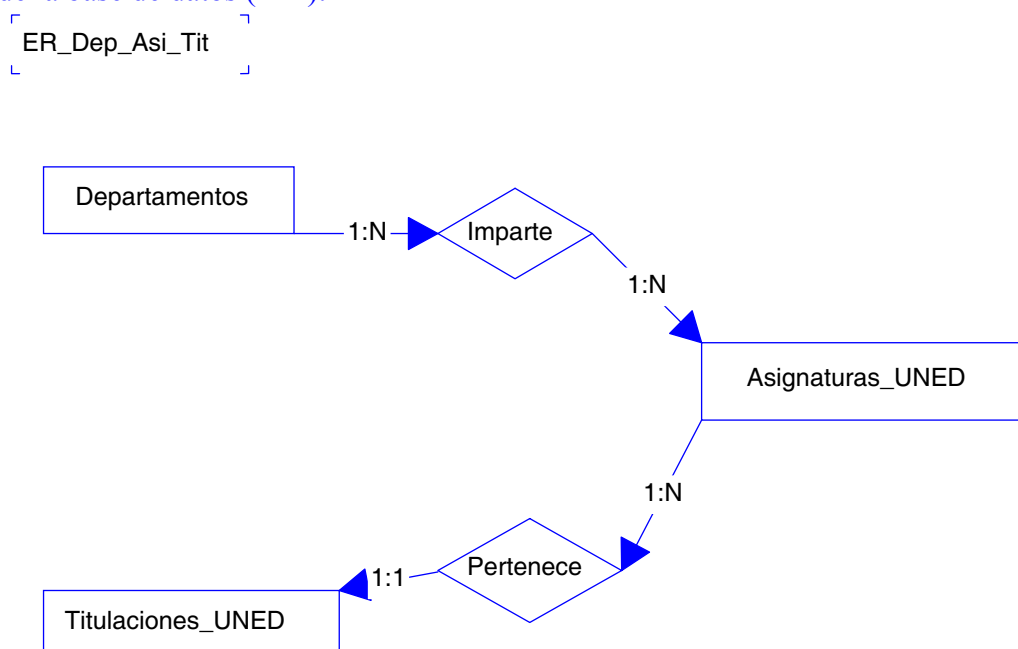 ER_Dep_Asi_Tit
Departamentos
1:N
Imparte
1:N
Asignaturas_UNED
1:N
Pertenece
1:1
Titulaciones_UNED